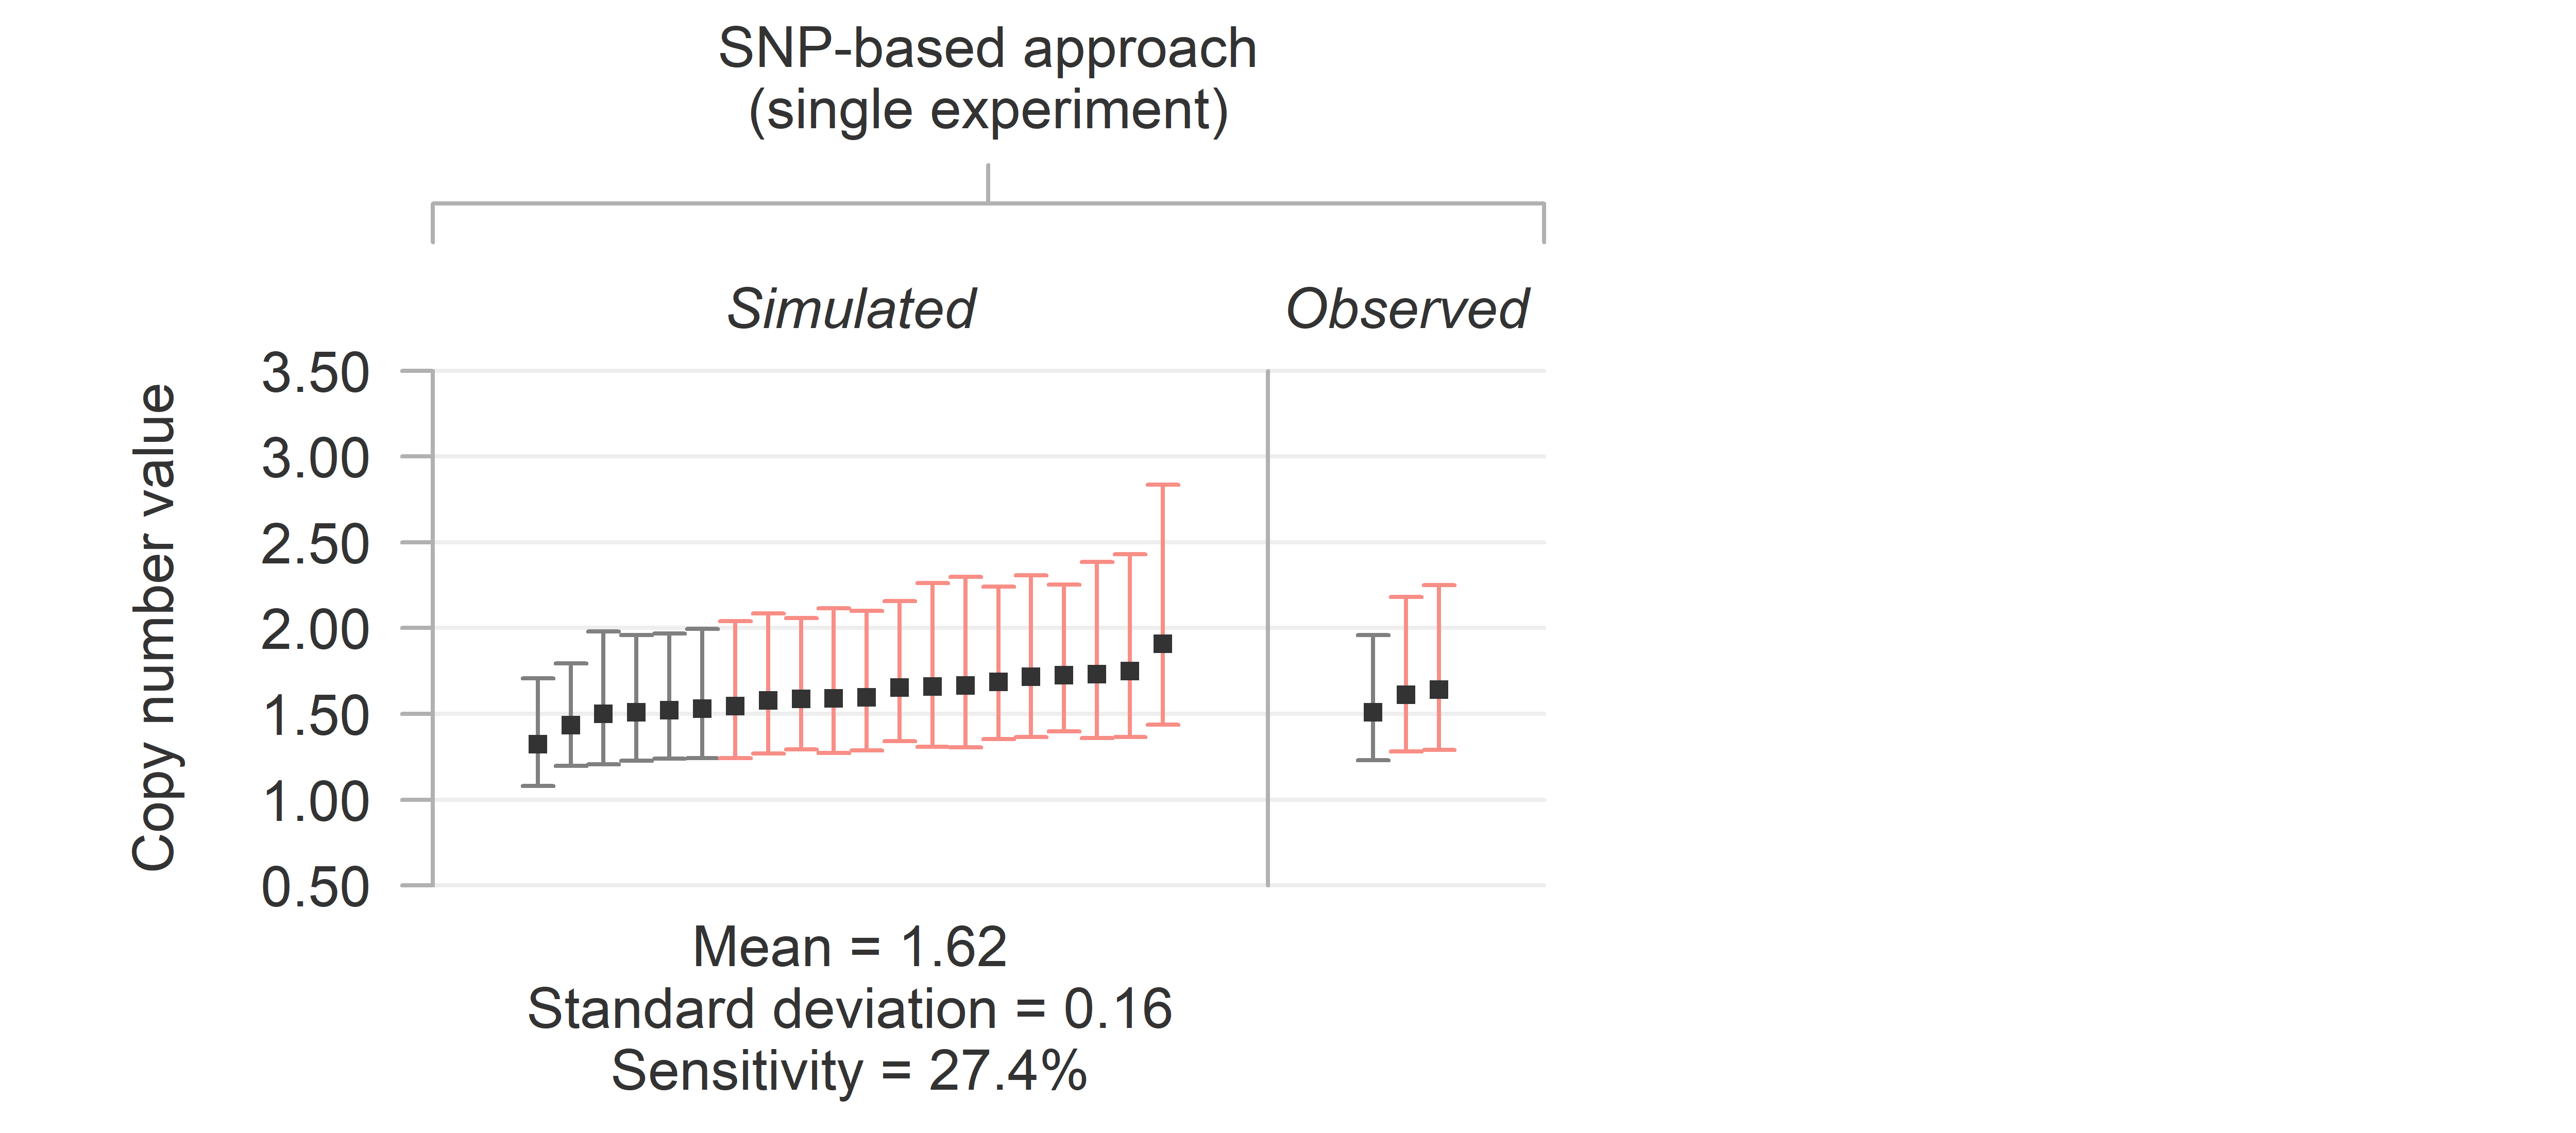 SNP-based approach
(single experiment)
Simulated
Observed
Copy number value
3.50
3.00
2.50
2.00
1.50
1.00
0.50
Mean = 1.62
Standard deviation = 0.16
Sensitivity = 27.4%